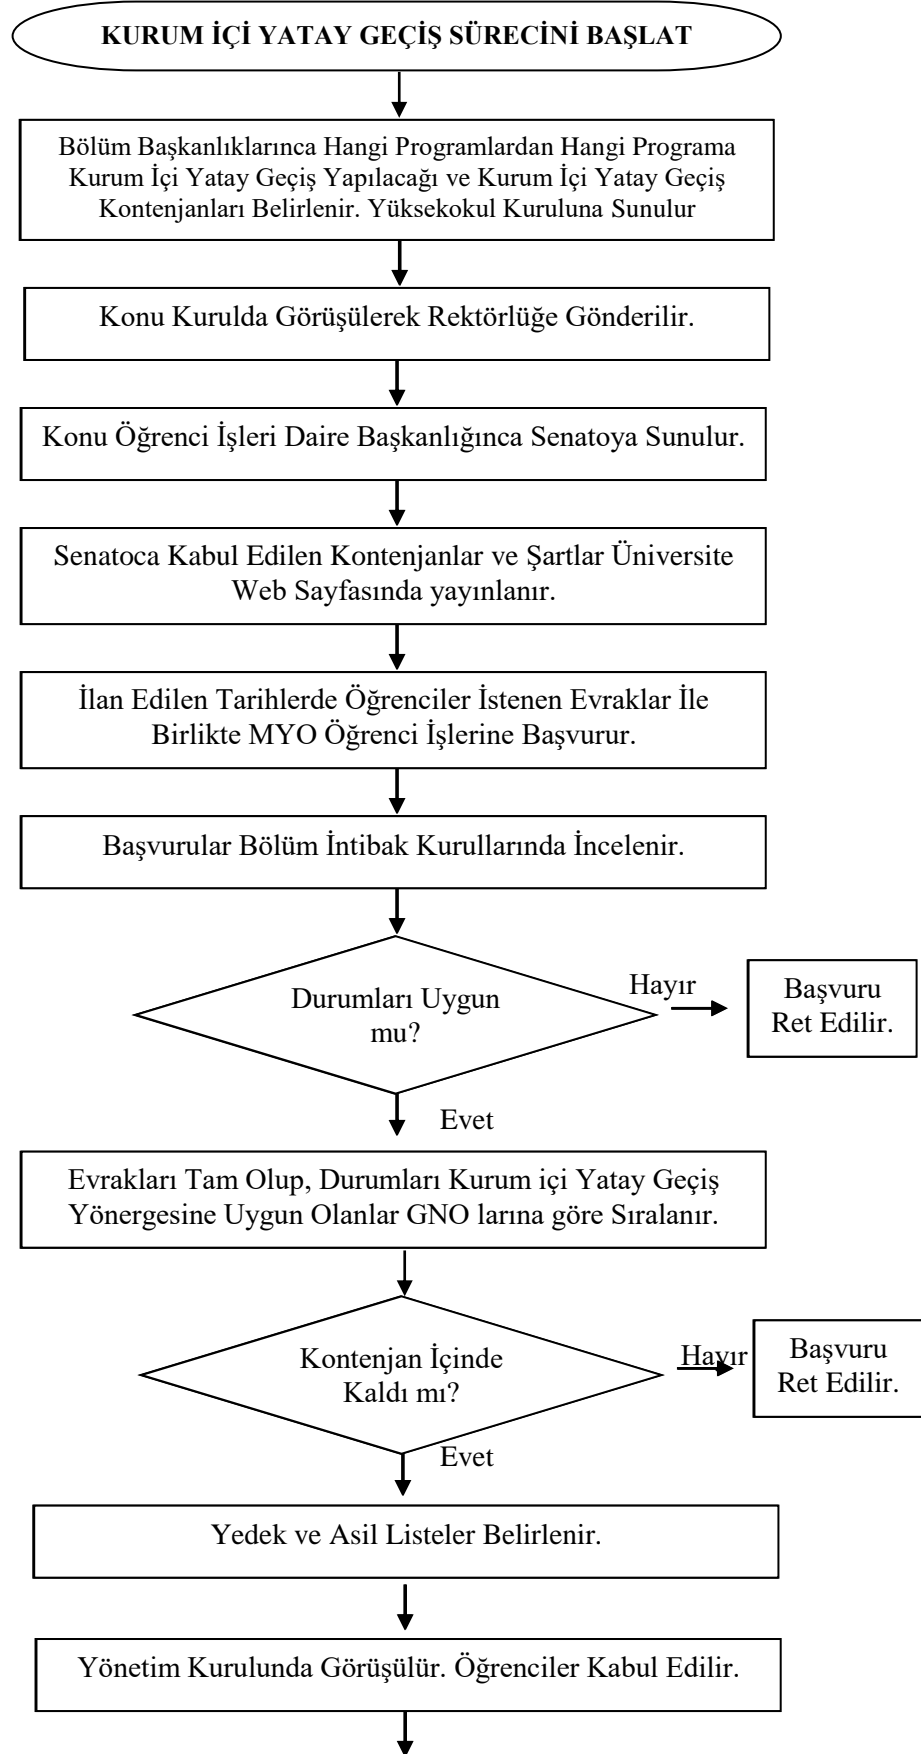 KURUM İÇİ YATAY GEÇİŞ SÜRECİNİ BAŞLAT
Bölüm Başkanlıklarınca Hangi Programlardan Hangi Programa
Kurum İçi Yatay Geçiş Yapılacağı ve Kurum İçi Yatay Geçiş
Kontenjanları Belirlenir. Yüksekokul Kuruluna Sunulur
Konu Kurulda Görüşülerek Rektörlüğe Gönderilir.
Konu Öğrenci İşleri Daire Başkanlığınca Senatoya Sunulur.
Senatoca Kabul Edilen Kontenjanlar ve Şartlar Üniversite
Web Sayfasında yayınlanır.
İlan Edilen Tarihlerde Öğrenciler İstenen Evraklar İle
Birlikte MYO Öğrenci İşlerine Başvurur.
Başvurular Bölüm İntibak Kurullarında İncelenir.
Durumları Uygun
mu?
Hayır
Başvuru
Ret Edilir.
Evet
Evrakları Tam Olup, Durumları Kurum içi Yatay Geçiş
Yönergesine Uygun Olanlar GNO larına göre Sıralanır.
Kontenjan İçinde
Kaldı mı?
Hayır
Başvuru
Ret Edilir.
Evet
Yedek ve Asil Listeler Belirlenir.
Yönetim Kurulunda Görüşülür. Öğrenciler Kabul Edilir.